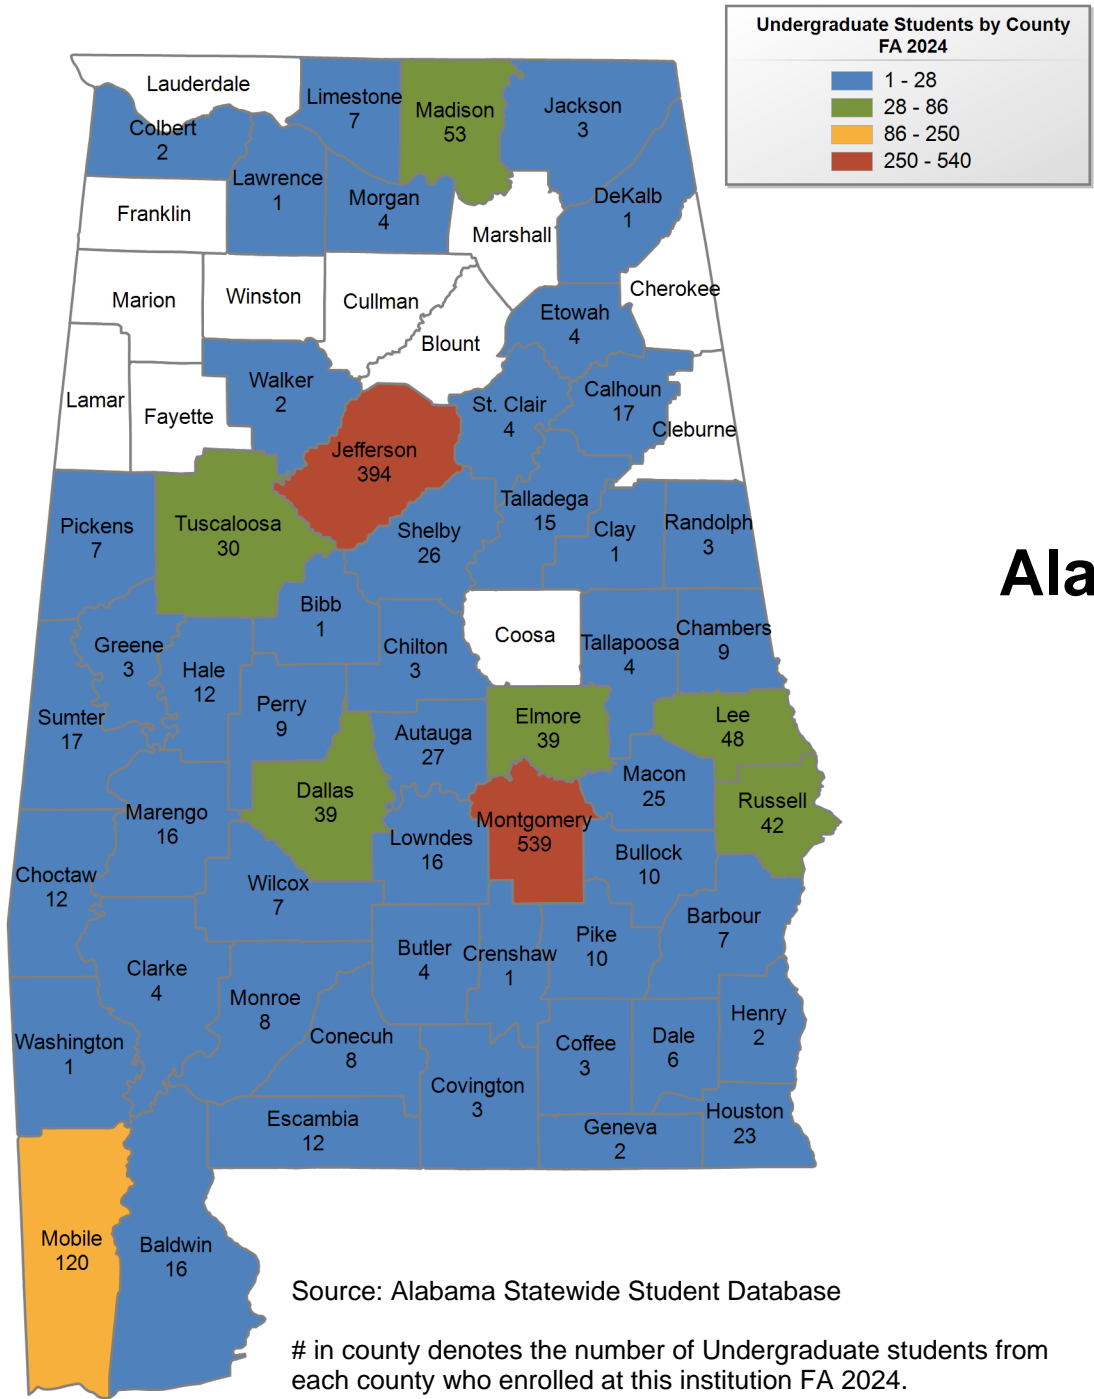 Undergraduate Students by County
FA 2024
1 - 28
28 - 86
86 - 250
250 - 540
Lauderdale
Limestone
7
Madison
53
Jackson
3
Colbert
2
Lawrence
1
Morgan
4
DeKalb
1
Franklin
Marshall
Marion
Winston
Cullman
Cherokee
Etowah
4
Blount
Walker
2
Lamar
Fayette
St. Clair
4
Calhoun
17
Cleburne
Jefferson
394
Pickens
7
Tuscaloosa
30
Shelby
26
Talladega
15
Clay
1
Randolph
3
Ala
Bibb
1
Greene
3
Hale
12
Chilton
3
Coosa
Tallapoosa
4
Chambers
9
Sumter
17
Perry
9
Autauga
27
Elmore
39
Lee
48
Dallas
39
Macon
25
Russell
42
Marengo
16
Lowndes
16
Montgomery
539
Bullock
10
Choctaw
12
Wilcox
7
Barbour
7
Butler
4
Crenshaw
1
Pike
10
Clarke
4
Monroe
8
Henry
2
Washington
1
Conecuh
8
Coffee
3
Dale
6
Covington
3
Escambia
12
Geneva
2
Houston
23
Mobile
120
Baldwin
16
Source: Alabama Statewide Student Database
# in county denotes the number of Undergraduate students from
each county who enrolled at this institution FA 2024.